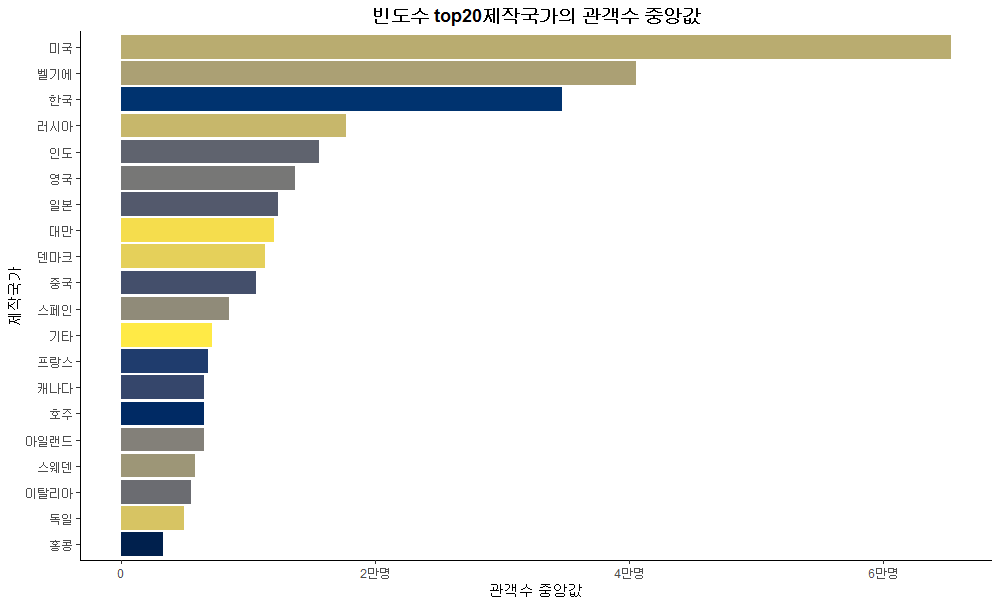 빈도수 top20제작국가의 관객수 중앙값
제작국가
미국
벨기에
한국
러시아
인도
영국
일본
대만
덴마크
중국
스페인
기타
프랑스
캐나다
호주
아일랜드
스웨덴
이탈리아
독일
홍콩
0 2만명 4만명 6만명
관객수 중앙값